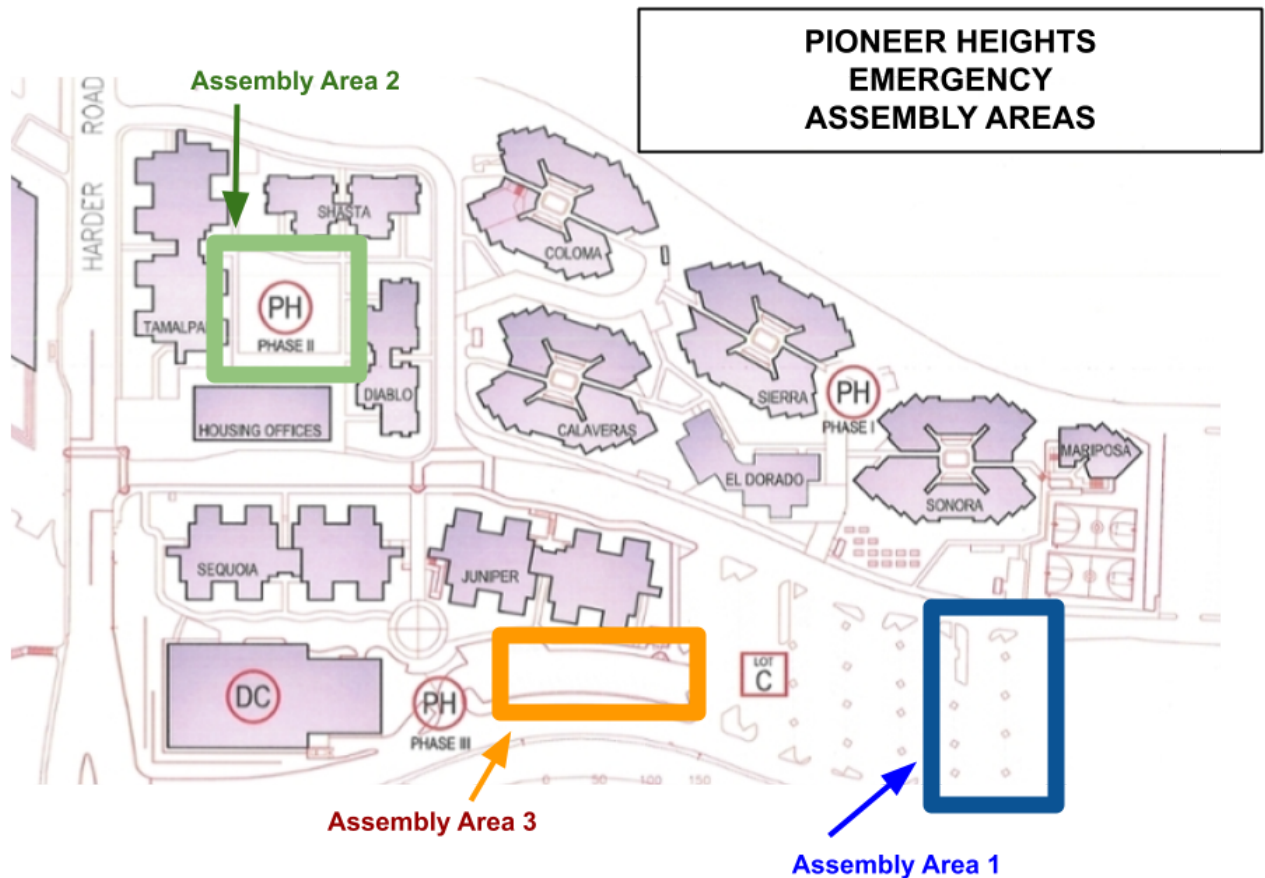 PIONEER HEIGHTS
EMERGENCY
ASSEMBLY AREAS
Assembly Area 2
HARDER ROAD
SHASTA
COLOMA
PH
PHASE II
TAMALPA
DIABLO
HOUSING OFFICES
CALAVERAS
SIERRA
PH
PHASE I
EL DORADO
MARIPOSA
SONORA
SEQUOIA
JUNIPER
LOT
C
DC
PH
PHASE III
0 50 100 150
Assembly Area 3
Assembly Area 1